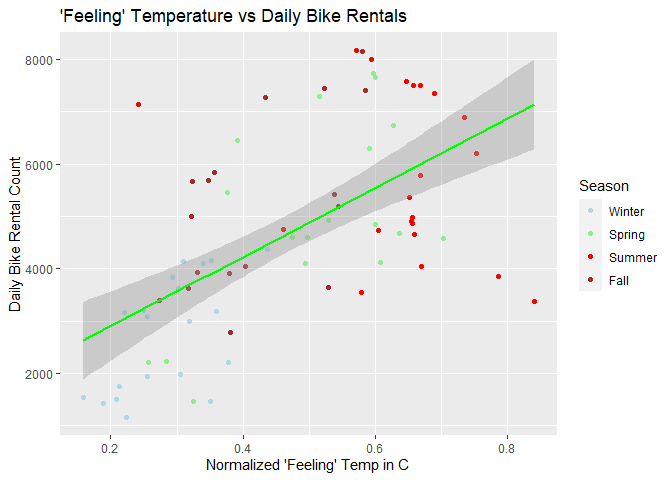 'Feeling' Temperature vs Daily Bike Rentals
8000
6000
4000
2000
Daily Bike Rental Count
0.2 0.4 0.6 0.8
Normalized 'Feeling' Temp in C
Season
Winter
Spring
Summer
Fall